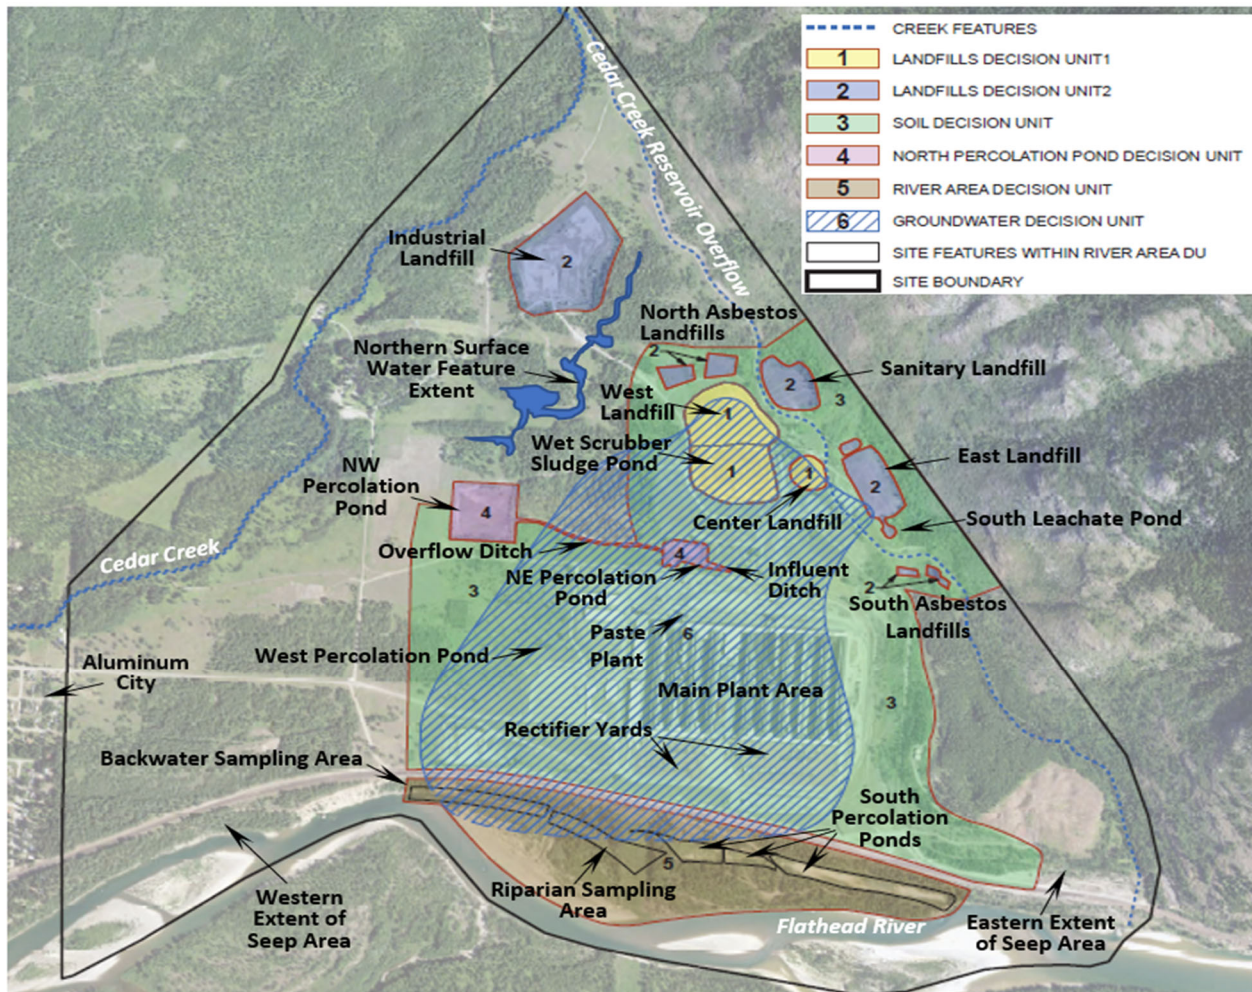 CREEK FEATURES
1 LANDFILLS DECISION UNIT1
2 LANDFILLS DECISION UNIT2
3 SOIL DECISION UNIT
4 NORTH PERCOLATION POND DECISION UNIT
5 RIVER AREA DECISION UNIT
6 GROUNDWATER DECISION UNIT
SITE FEATURES WITHIN RIVER AREA DU
SITE BOUNDARY
Cedar Creek Reservoir Overflow
Industrial
Landfill
2
North Asbestos
Landfills
2
Northern Surface
Water Feature
Extent
Sanitary Landfill
2
3
West
Landfill
1
Wet Scrubber
Sludge Pond
1
1
Center Landfill
East Landfill
2
South Leachate Pond
NW
Percolation
Pond
4
Cedar Creek
Overflow Ditch
4
NE Percolation
Pond
Influent
Ditch
2
South Asbestos
Landfills
3
Paste
Plant
6
West Percolation Pond
Aluminum
City
Main Plant Area
3
Rectifier Yards
Backwater Sampling Area
South
Percolation
Ponds
5
Riparian Sampling
Area
Western
Extent of
Seep Area
Flathead River
Eastern Extent
of Seep Area